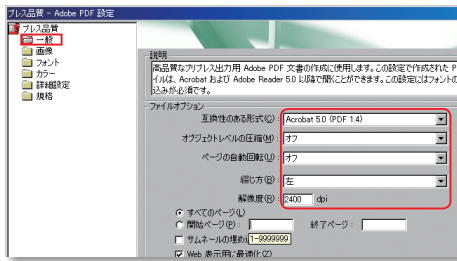 プレス品質 - Adobe PDF 設定
プレス品質
一般
画像
フォント
カラー
詳細設定
規格
説明
高品質なプリプレス出力用 Adobe PDF 文書の作成に使用します。この設定で作成された P
イルは、Acrobat および Adobe Reader 5.0 以降で開くことができます。この設定にはフォントの
込みが必須です。
ファイルオプション
互換性のある形式(C): Acrobat 5.0 (PDF 1.4)
オブジェクトレベルの圧縮(M): オフ
ページの自動回転(U): オフ
綴じ方(B): 左
解像度(R): 2400 dpi
すべてのページ(L)
開始ページ(P): 終了ページ:
サムネールの埋め 1-9999999
Web 表示用に最適化(Z)